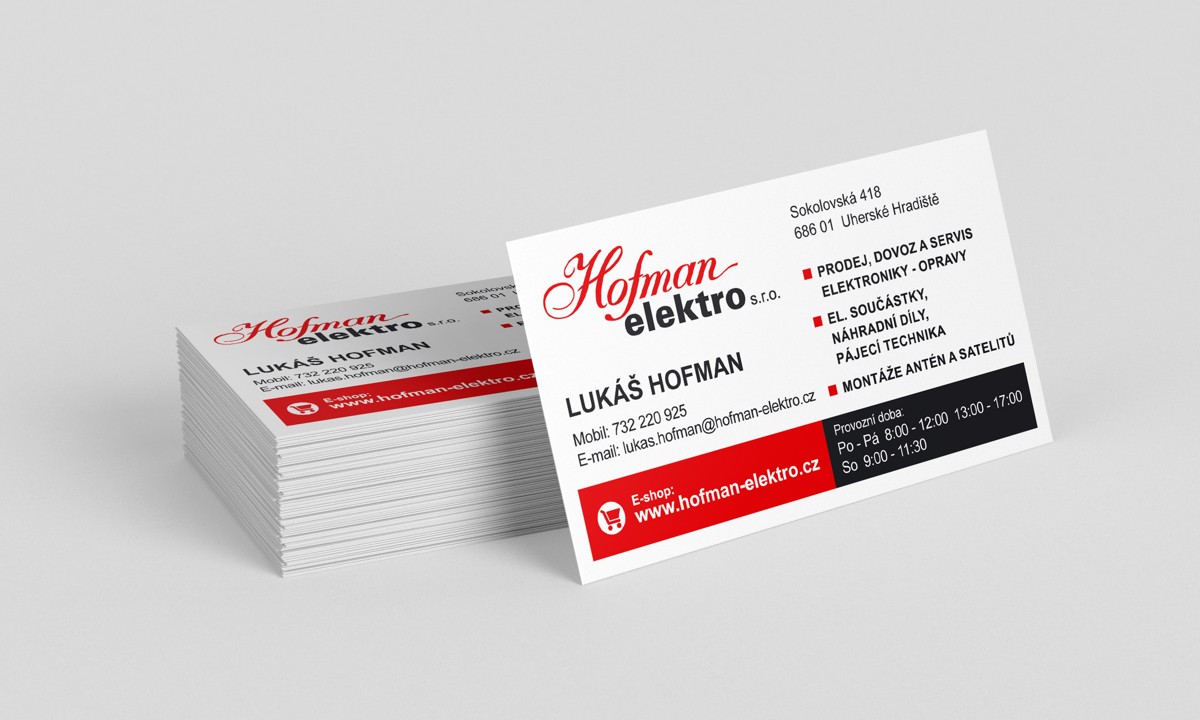 Hofman
elektro s.r.o.
LUKÁŠ HOFMAN
Mobil: 732 220 925
E-mail: lukas.hofman@hofman-elektro.cz
E-shop:
www.hofman-elektro.cz
Sokolovská 418
686 01 Uherské Hradiště
PRODEJ, DOVOZ A SERVIS
ELEKTRONIKY - OPRAVY
EL. SOUČÁSTKY,
NÁHRADNÍ DÍLY,
PÁJECÍ TECHNIKA
MONTÁŽE ANTÉN A SATELITŮ
Provozní doba:
Po - Pá 8:00 - 12:00 13:00 - 17:00
So 9:00 - 11:30
Hofman
elektro s.r.o.
LUKÁŠ HOFMAN
Mobil: 732 220 925
E-mail: lukas.hofman@hofman-elektro.cz
E-shop:
www.hofman-elektro.cz
686 01